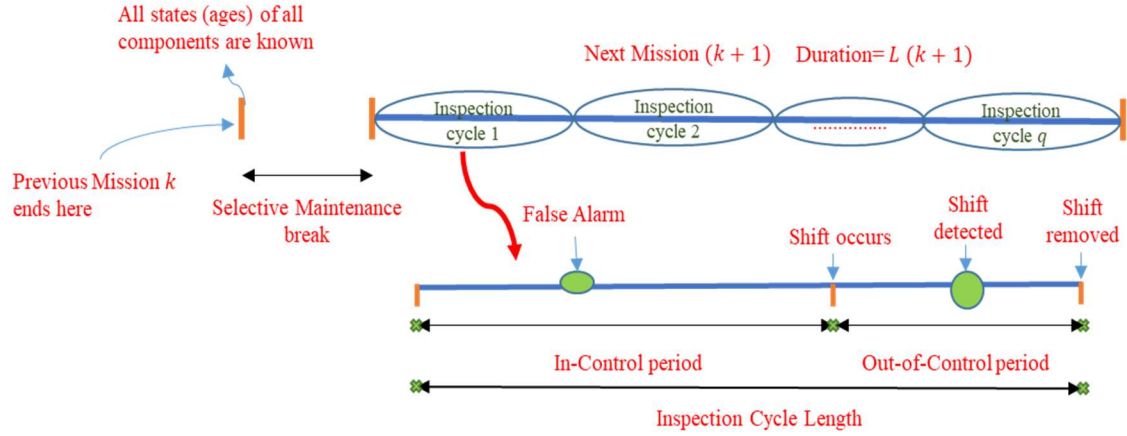 All states (ages) of all
components are known
Next Mission (k + 1) Duration= L (k + 1)
Inspection
cycle 1
Inspection
cycle 2
..............
Inspection
cycle q
Previous Mission k
ends here
Selective Maintenance
break
False Alarm
Shift occurs
Shift
detected
Shift
removed
In-Control period
Out-of-Control period
Inspection Cycle Length